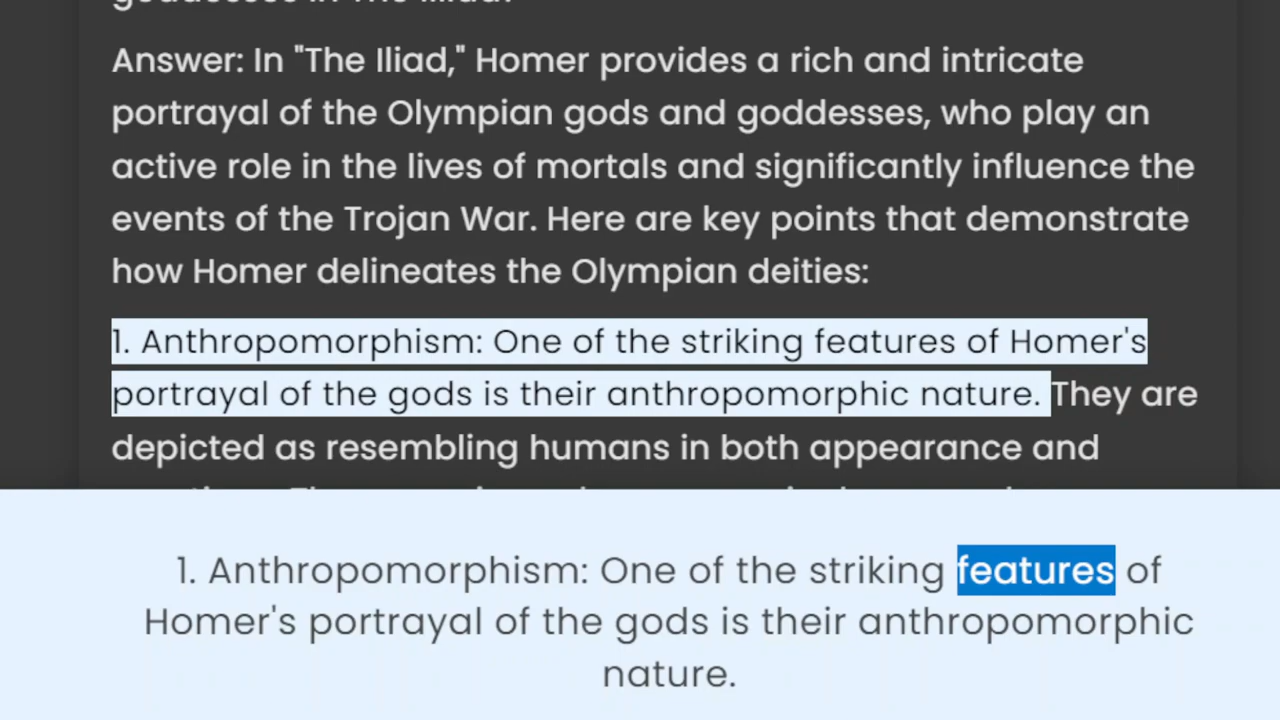 goddesses in The Iliad.
Answer: In "The Iliad," Homer provides a rich and intricate
portrayal of the Olympian gods and goddesses, who play an
active role in the lives of mortals and significantly influence the
events of the Trojan War. Here are key points that demonstrate
how Homer delineates the Olympian deities:
1. Anthropomorphism: One of the striking features of Homer's
portrayal of the gods is their anthropomorphic nature. They are
depicted as resembling humans in both appearance and
1. Anthropomorphism: One of the striking features of
Homer's portrayal of the gods is their anthropomorphic
nature.